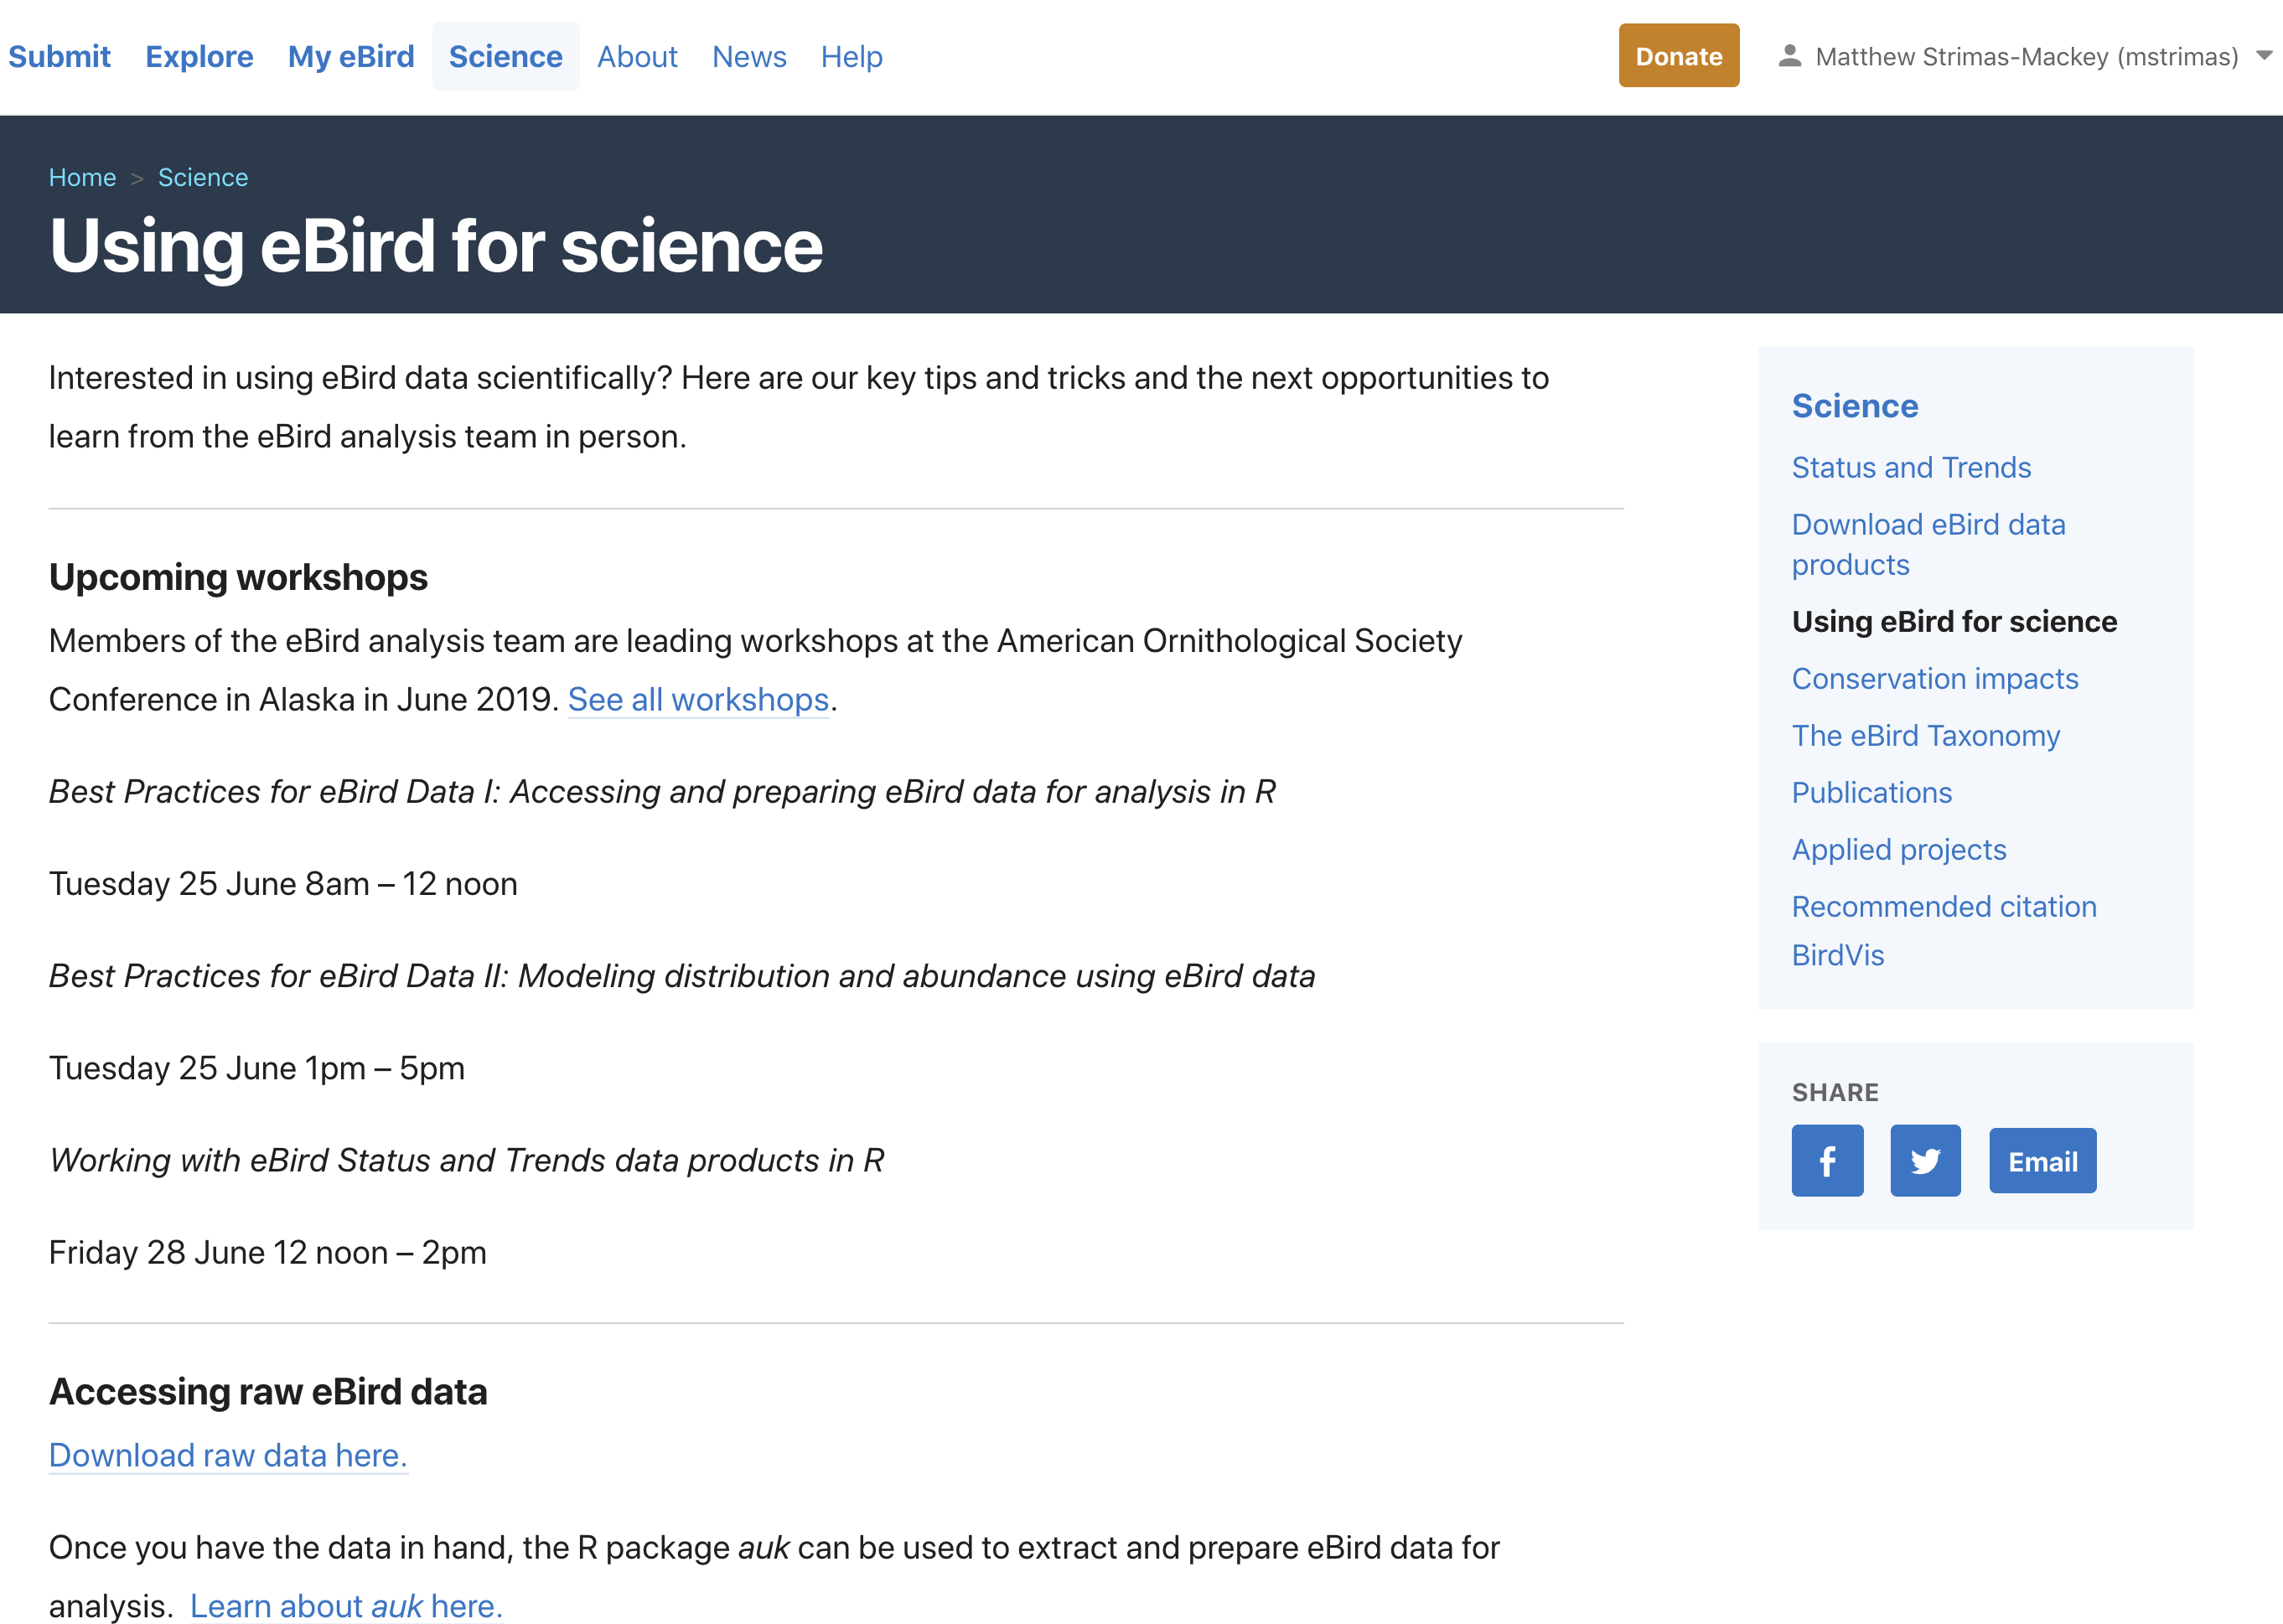 Submit Explore My eBird Science About News Help Donate Matthew Strimas-Mackey (mstrimas)
Home > Science
Using eBird for science
Interested in using eBird data scientifically? Here are our key tips and tricks and the next opportunities to
learn from the eBird analysis team in person.
Upcoming workshops
Members of the eBird analysis team are leading workshops at the American Ornithological Society
Conference in Alaska in June 2019. See all workshops.
Best Practices for eBird Data I: Accessing and preparing eBird data for analysis in R
Tuesday 25 June 8am – 12 noon
Best Practices for eBird Data II: Modeling distribution and abundance using eBird data
Tuesday 25 June 1pm – 5pm
Working with eBird Status and Trends data products in R
Friday 28 June 12 noon – 2pm
Accessing raw eBird data
Download raw data here.
Once you have the data in hand, the R package auk can be used to extract and prepare eBird data for
analysis. Learn about auk here.
Science
Status and Trends
Download eBird data
products
Using eBird for science
Conservation impacts
The eBird Taxonomy
Publications
Applied projects
Recommended citation
BirdVis
SHARE
f Email